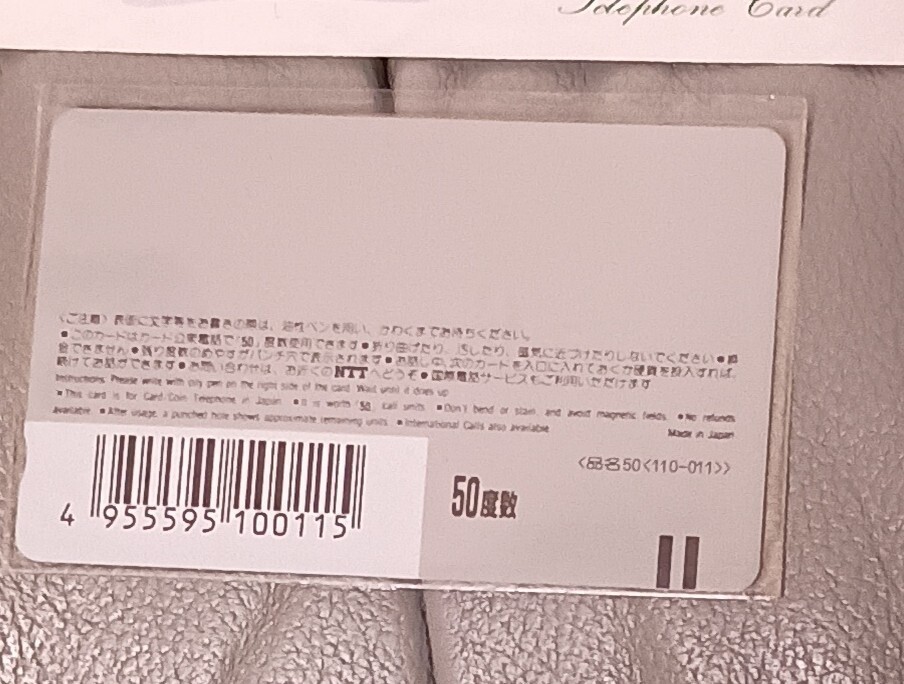 Telephone Card
〈ご注意〉表面に文字等をお書きの際は、油性ペンを用い、かわくまでお待ちください。
●このカードはカード公衆電話で「50」度数使用できます●折り曲げたり、汚したり、磁気に近づけたりしないでください●換
金できません●残り度数のめやすがパンチ穴で表示されます●お話し中、次のカードを入口に入れておくか硬貨を投入すれば、
続けてお話ができます●お問い合わせは、お近くのNTTへどうぞ●国際電話サービスもご利用いただけます
Instructions: Please write with oily pen on the right side of the card. Wait until it dries up.
●This card is for Card/Coin Telephone in Japan. ●It is worth「50」call units. ●Don't bend or stain, and avoid magnetic fields. ●No refunds
available. ●After usage, a punched hole shows approximate remaining units. ●International Calls also available.
Made in Japan
〈品名50〈110-011〉〉
50度数
4 955595 100115